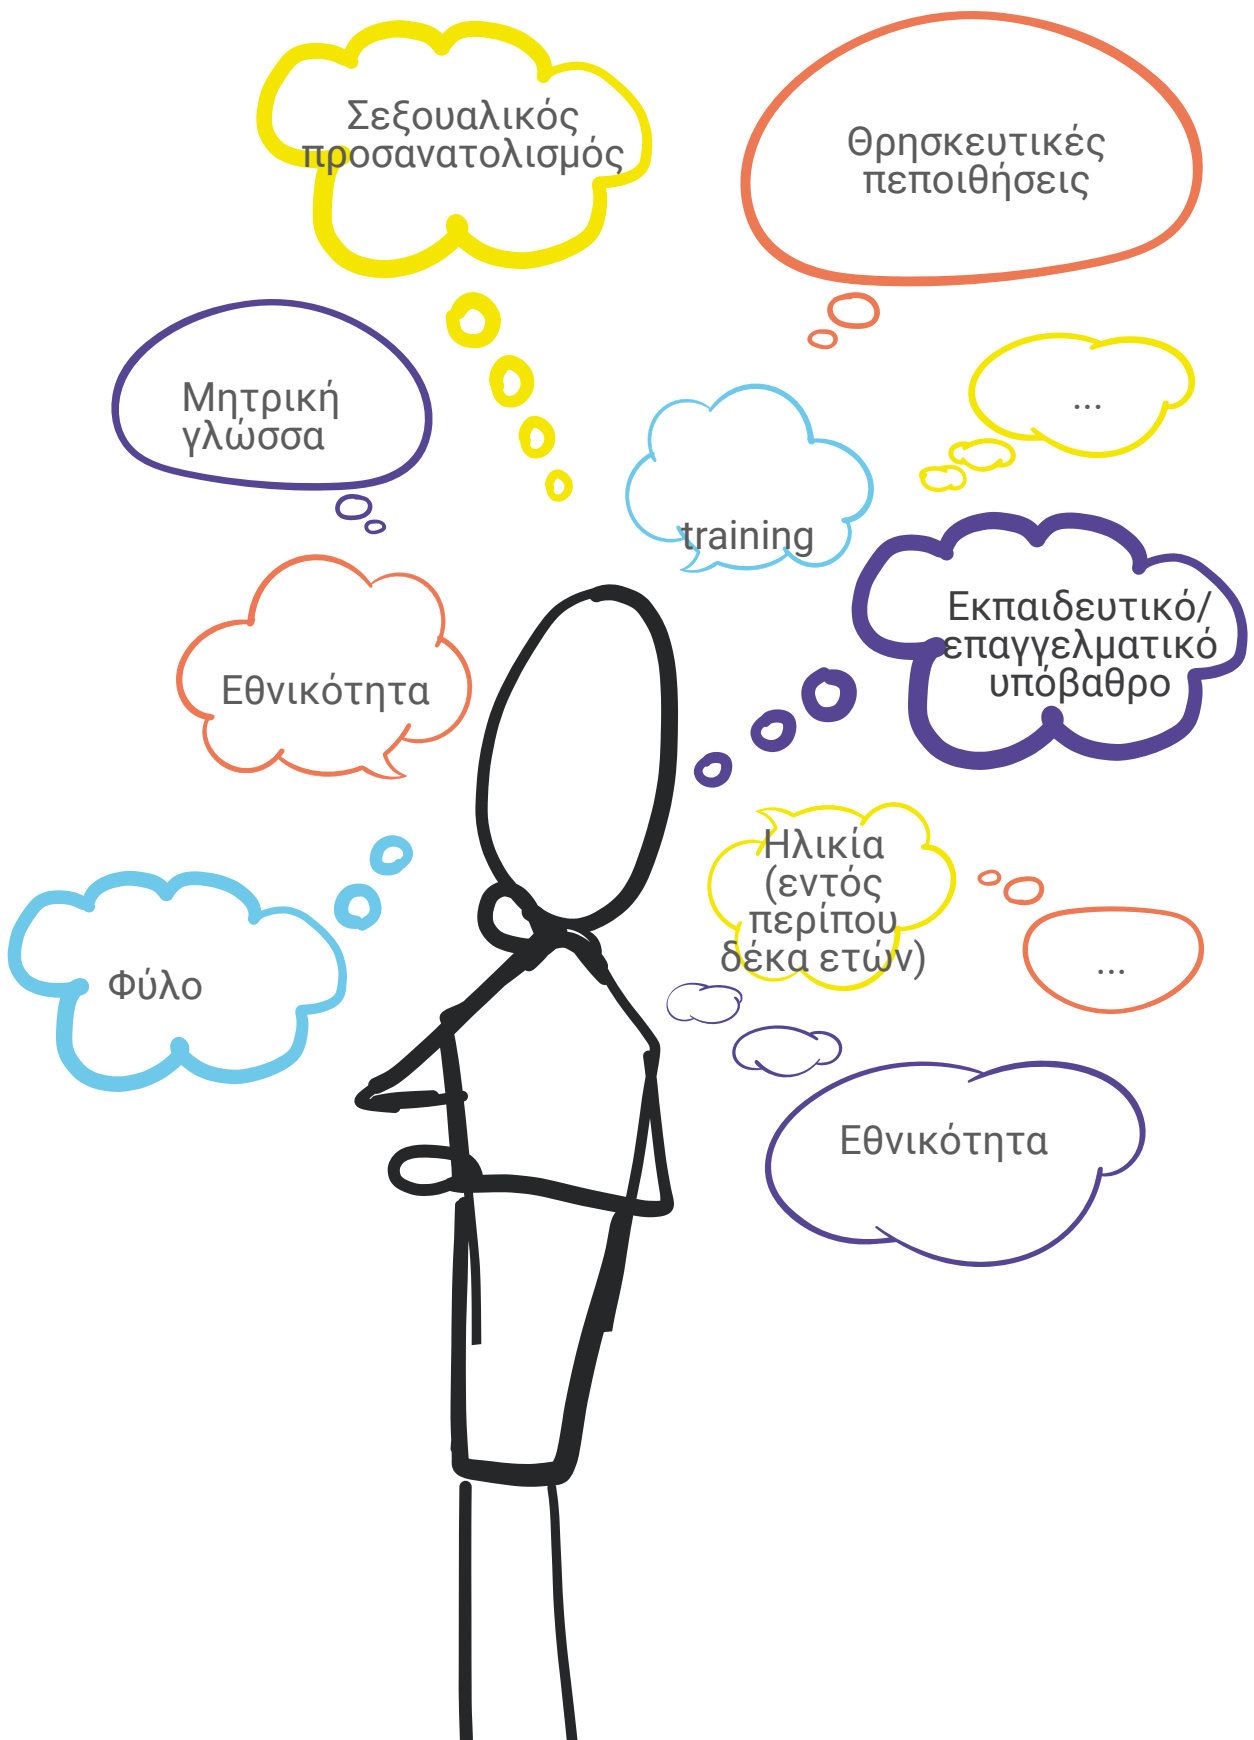 Σεξουαλικός
προσανατολισμός
Θρησκευτικές
πεποιθήσεις
Μητρική
γλώσσα
...
training
Εκπαιδευτικό/
επαγγελματικό
υπόβαθρο
Εθνικότητα
Ηλικία
(εντός
περίπου
δέκα ετών)
Φύλο
...
Εθνικότητα